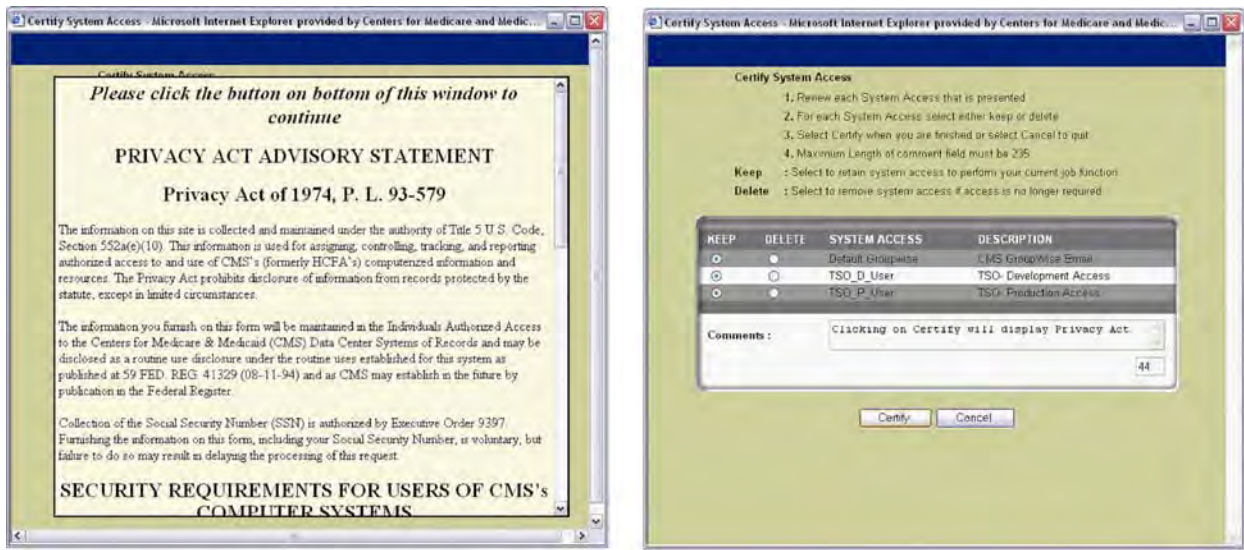 Certify System Access - Microsoft Internet Explorer provided by Centers for Medicare and Medic...
Certify System Access
Please click the button on bottom of this window to
continue
PRIVACY ACT ADVISORY STATEMENT
Privacy Act of 1974, P. L. 93-579
The information on this site is collected and maintained under the authority of Title 5 U.S. Code,
Section 552a(e)(10). This information is used for assigning, controlling, tracking, and reporting
authorized access to and use of CMS's (formerly HCFA's) computerized information and
resources. The Privacy Act prohibits disclosure of information from records protected by the
statute, except in limited circumstances.
The information you furnish on this form will be maintained in the Individuals Authorized Access
to the Centers for Medicare & Medicaid (CMS) Data Center Systems of Records and may be
disclosed as a routine use disclosure under the routine uses established for this system as
published at 59 FED. REG. 41329 (08-11-94) and as CMS may establish in the future by
publication in the Federal Register.
Collection of the Social Security Number (SSN) is authorized by Executive Order 9397.
Furnishing the information on this form, including your Social Security Number, is voluntary, but
failure to do so may result in delaying the processing of this request.
SECURITY REQUIREMENTS FOR USERS OF CMS's
COMPUTER SYSTEMS
Certify System Access - Microsoft Internet Explorer provided by Centers for Medicare and Medic...
Certify System Access
1. Review each System Access that is presented
2. For each System Access select either keep or delete
3. Select Certify when you are finished or select Cancel to quit
4. Maximum Length of comment field must be 235
Keep : Select to retain system access to perform your current job function
Delete : Select to remove system access if access is no longer required
KEEP DELETE SYSTEM ACCESS DESCRIPTION
Default Groupwise CMS GroupWise Email
TSO_D_User TSO- Development Access
TSO_P_User TSO- Production Access
Comments : Clicking on Certify will display Privacy Act
44
Certify Cancel